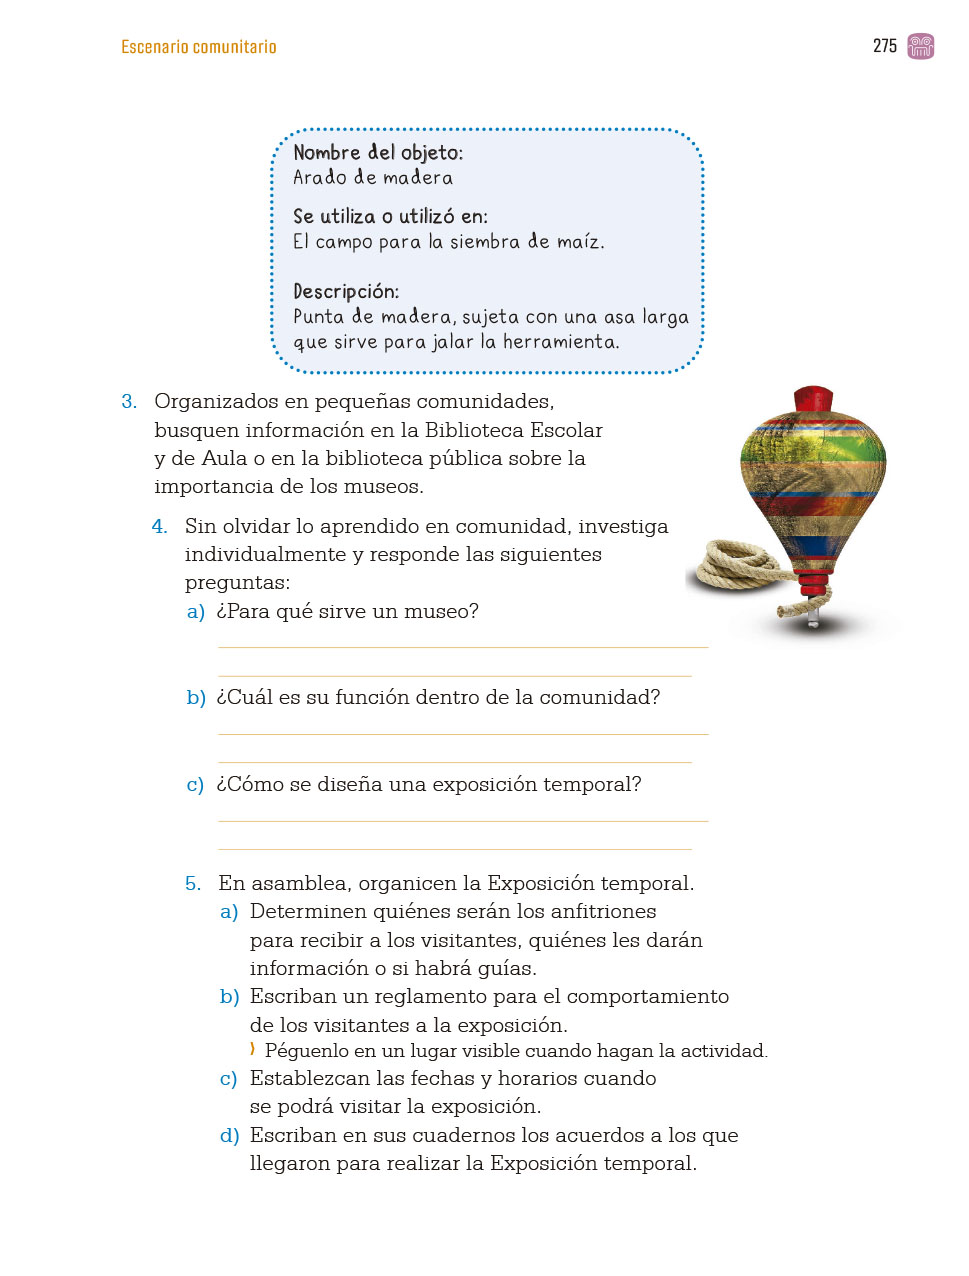 Escenario comunitario
275
Nombre del objeto:
Arado de madera
Se utiliza o utilizó en:
El campo para la siembra de maíz.
Descripción:
Punta de madera, sujeta con una asa larga
que sirve para jalar la herramienta.
3. Organizados en pequeñas comunidades,
busquen información en la Biblioteca Escolar
y de Aula o en la biblioteca pública sobre la
importancia de los museos.
4. Sin olvidar lo aprendido en comunidad, investiga
individualmente y responde las siguientes
preguntas:
a) ¿Para qué sirve un museo?
b) ¿Cuál es su función dentro de la comunidad?
c) ¿Cómo se diseña una exposición temporal?
5. En asamblea, organicen la Exposición temporal.
a) Determinen quiénes serán los anfitriones
para recibir a los visitantes, quiénes les darán
información o si habrá guías.
b) Escriban un reglamento para el comportamiento
de los visitantes a la exposición.
⟩ Péguenlo en un lugar visible cuando hagan la actividad.
c) Establezcan las fechas y horarios cuando
se podrá visitar la exposición.
d) Escriban en sus cuadernos los acuerdos a los que
llegaron para realizar la Exposición temporal.